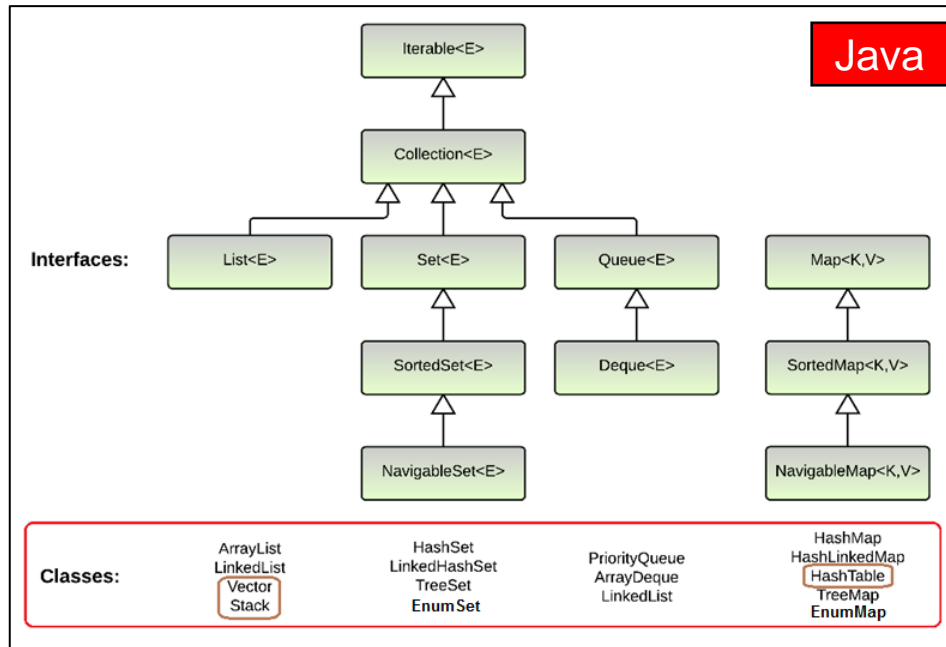 Java
Iterable<E>
Collection<E>
Interfaces:
List<E>
Set<E>
Queue<E>
Map<K,V>
SortedSet<E>
Deque<E>
SortedMap<K,V>
NavigableSet<E>
NavigableMap<K,V>
Classes:
ArrayList
LinkedList
Vector
Stack
HashSet
LinkedHashSet
TreeSet
EnumSet
PriorityQueue
ArrayDeque
LinkedList
HashMap
HashLinkedMap
HashTable
TreeMap
EnumMap